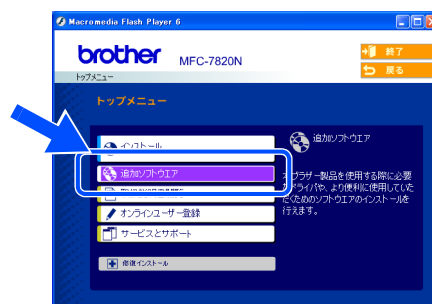 Macromedia Flash Player 6
brother MFC-7820N
終了
戻る
トップメニュー
トップメニュー
インストール
追加ソフトウエア
オンラインユーザー登録
サービスとサポート
修復インストール
追加ソフトウエア
ブラザー製品を使用する際に必要
なドライバや、より便利に使用していた
だくためのソフトウエアのインストールを
行えます。